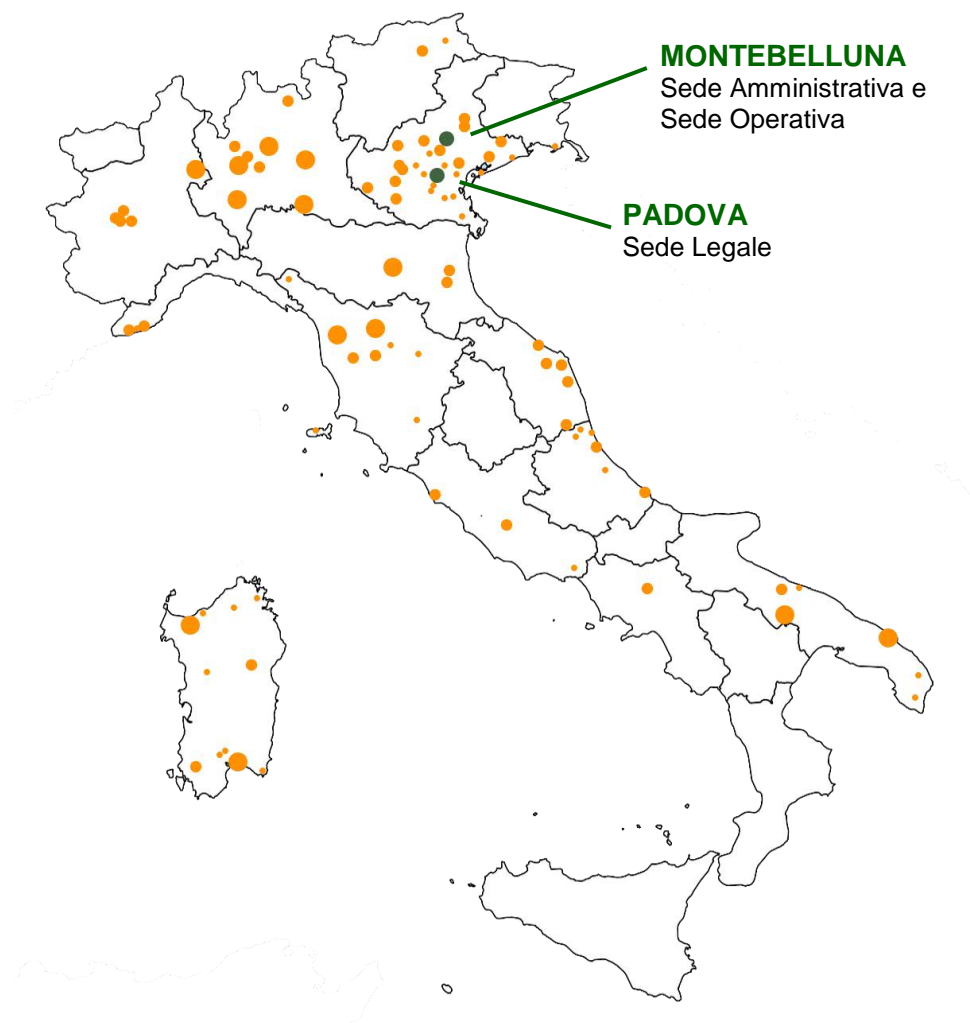 MONTEBELLUNA
Sede Amministrativa e
Sede Operativa
PADOVA
Sede Legale